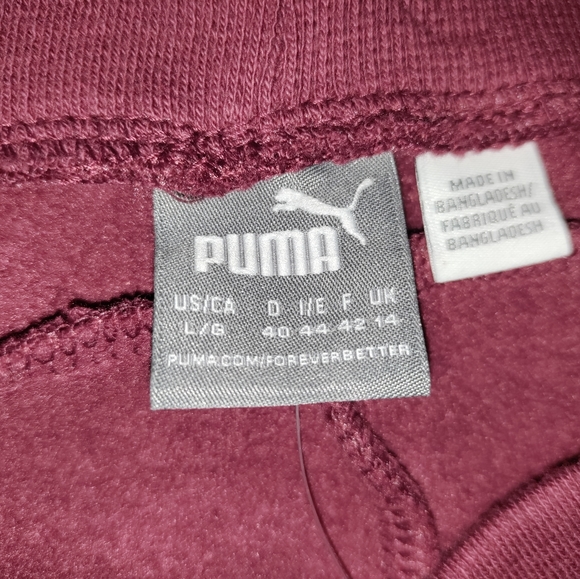 PUMA
US/CA D I/E F UK
L/G 40 44 42 14
PUMA.COM/FOREVERBETTER
MADE IN
BANGLADESH/
FABRIQUÉ AU
BANGLADESH